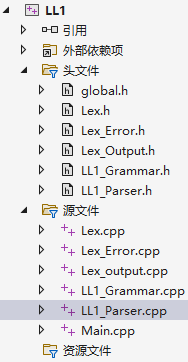 LL1
引用
外部依赖项
头文件
global.h
Lex.h
Lex_Error.h
Lex_Output.h
LL1_Grammar.h
LL1_Parser.h
源文件
Lex.cpp
Lex_Error.cpp
Lex_output.cpp
LL1_Grammar.cpp
LL1_Parser.cpp
Main.cpp
资源文件